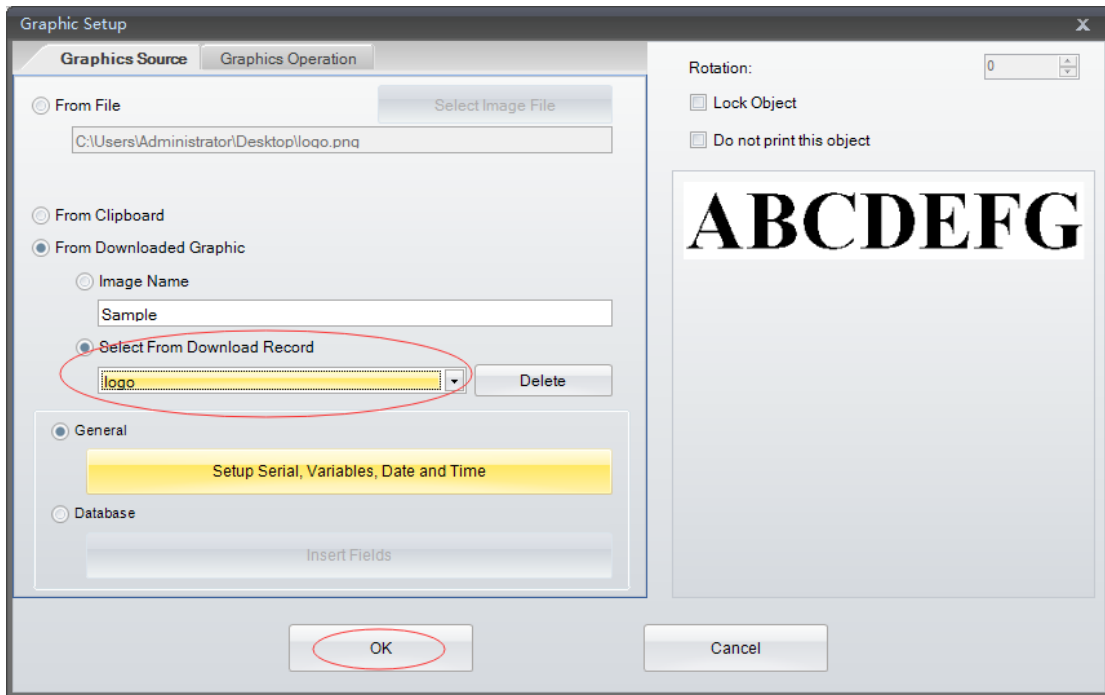 Graphic Setup
x
Graphics Source
Graphics Operation
From File
Select Image File
C:\Users\Administrator\Desktop\logo.png
From Clipboard
From Downloaded Graphic
Image Name
Sample
Select From Download Record
logo
Delete
General
Setup Serial, Variables, Date and Time
Database
Insert Fields
Rotation:
0
Lock Object
Do not print this object
ABCDEFG
OK
Cancel